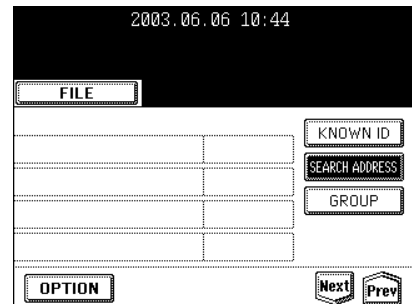 2003.06.06 10:44
FILE
KNOWN ID
SEARCH ADDRESS
GROUP
OPTION
Next
Prev